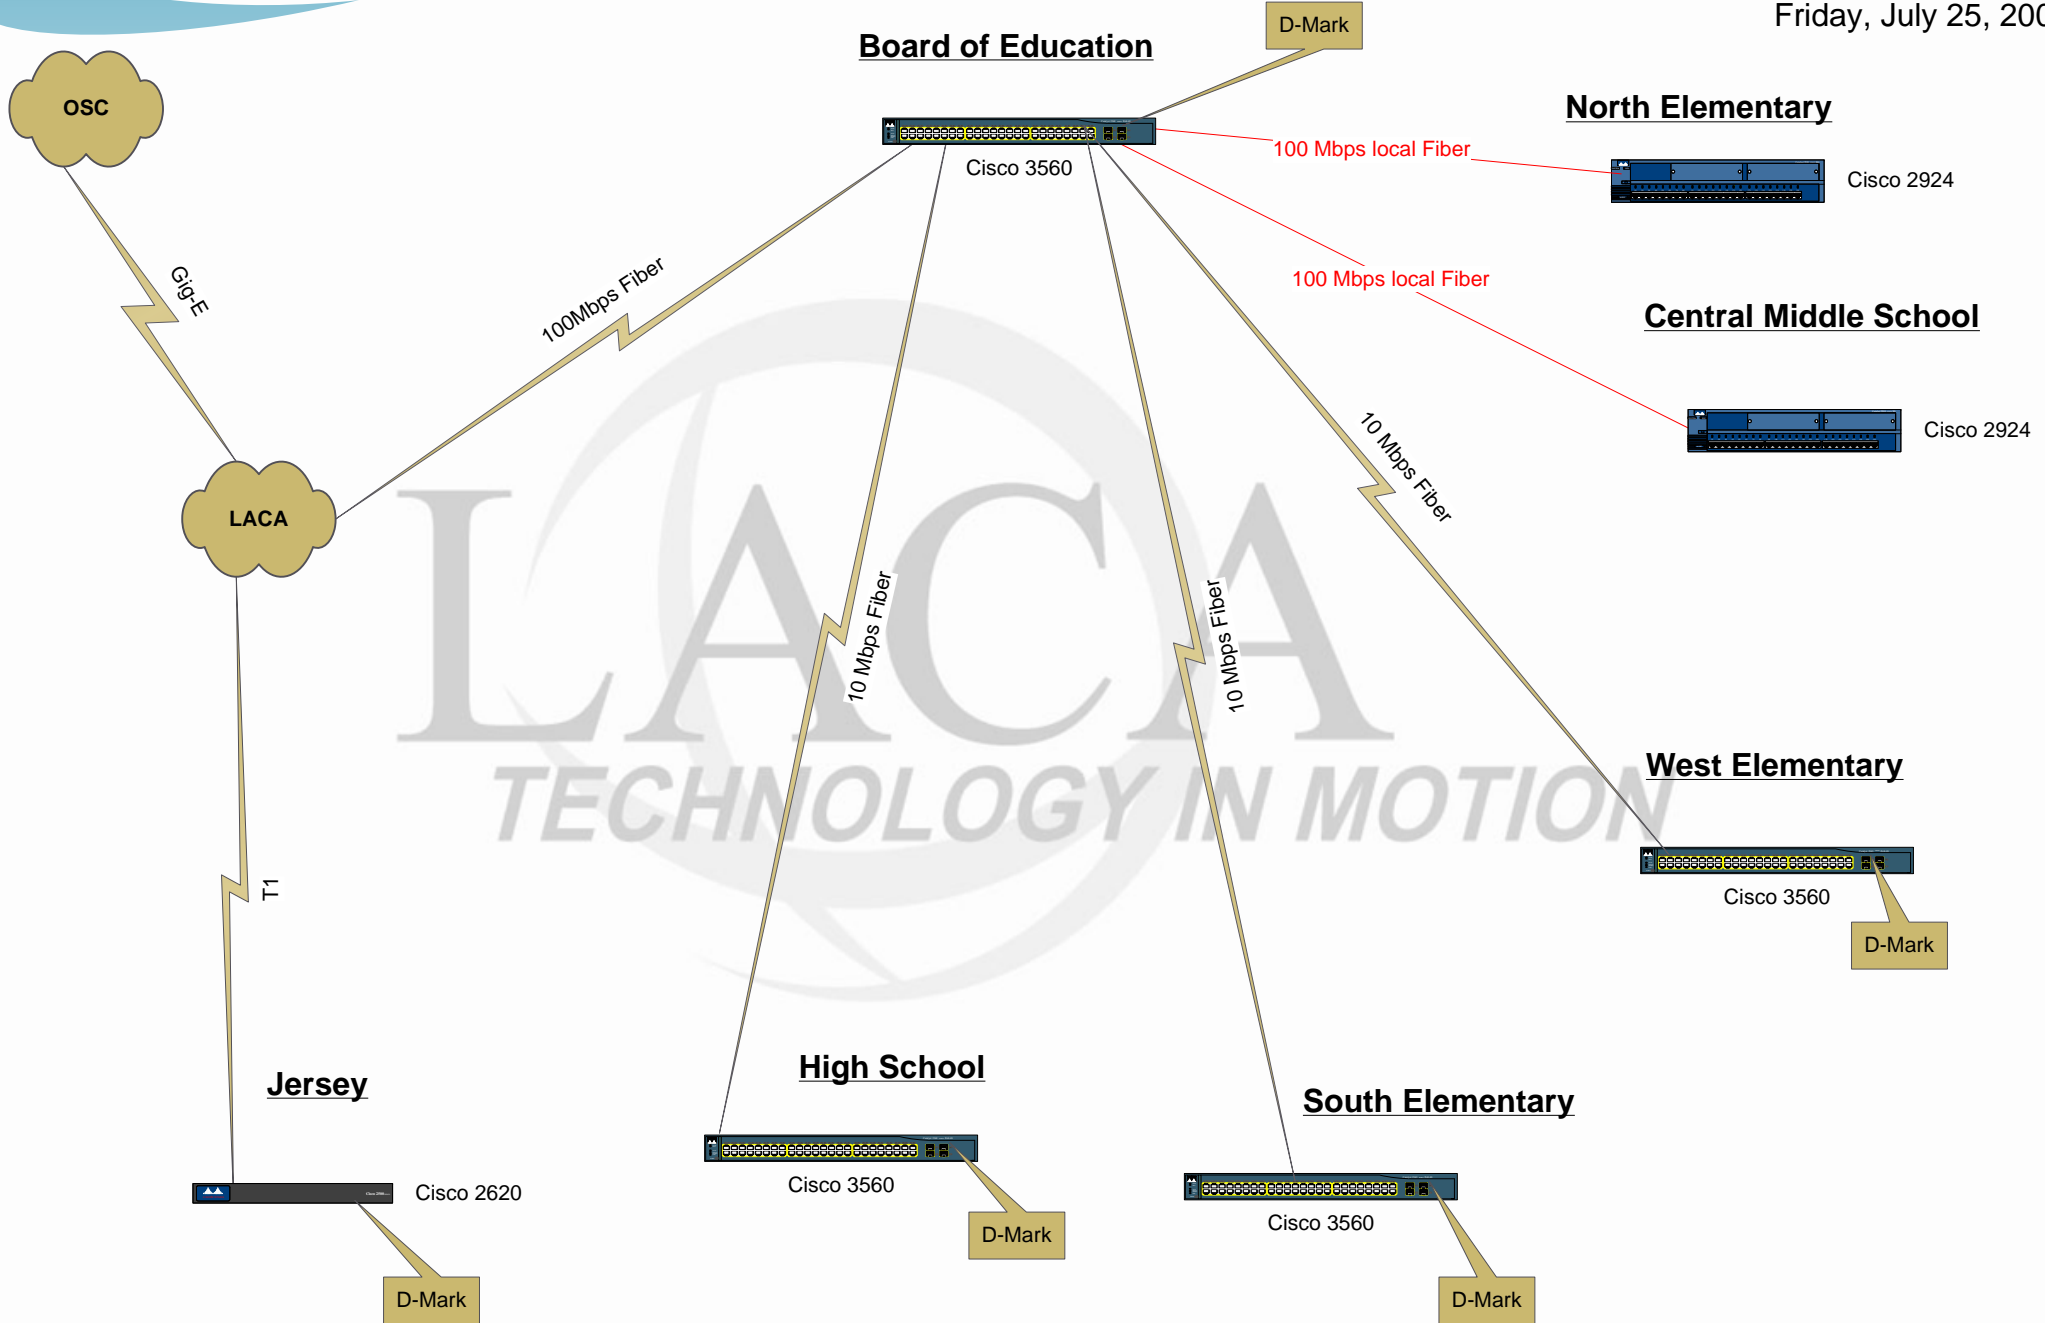 Friday, July 25, 200
D-Mark
Board of Education
OSC
North Elementary
100 Mbps local Fiber
Cisco 3560
Cisco 2924
Gig-E
100Mbps Fiber
100 Mbps local Fiber
Central Middle School
10 Mbps Fiber
Cisco 2924
LACA
LACA
TECHNOLOGY IN MOTION
10 Mbps Fiber
10 Mbps Fiber
West Elementary
T1
Cisco 3560
D-Mark
High School
Jersey
South Elementary
Cisco 3560
Cisco 2620
D-Mark
Cisco 3560
D-Mark
D-Mark